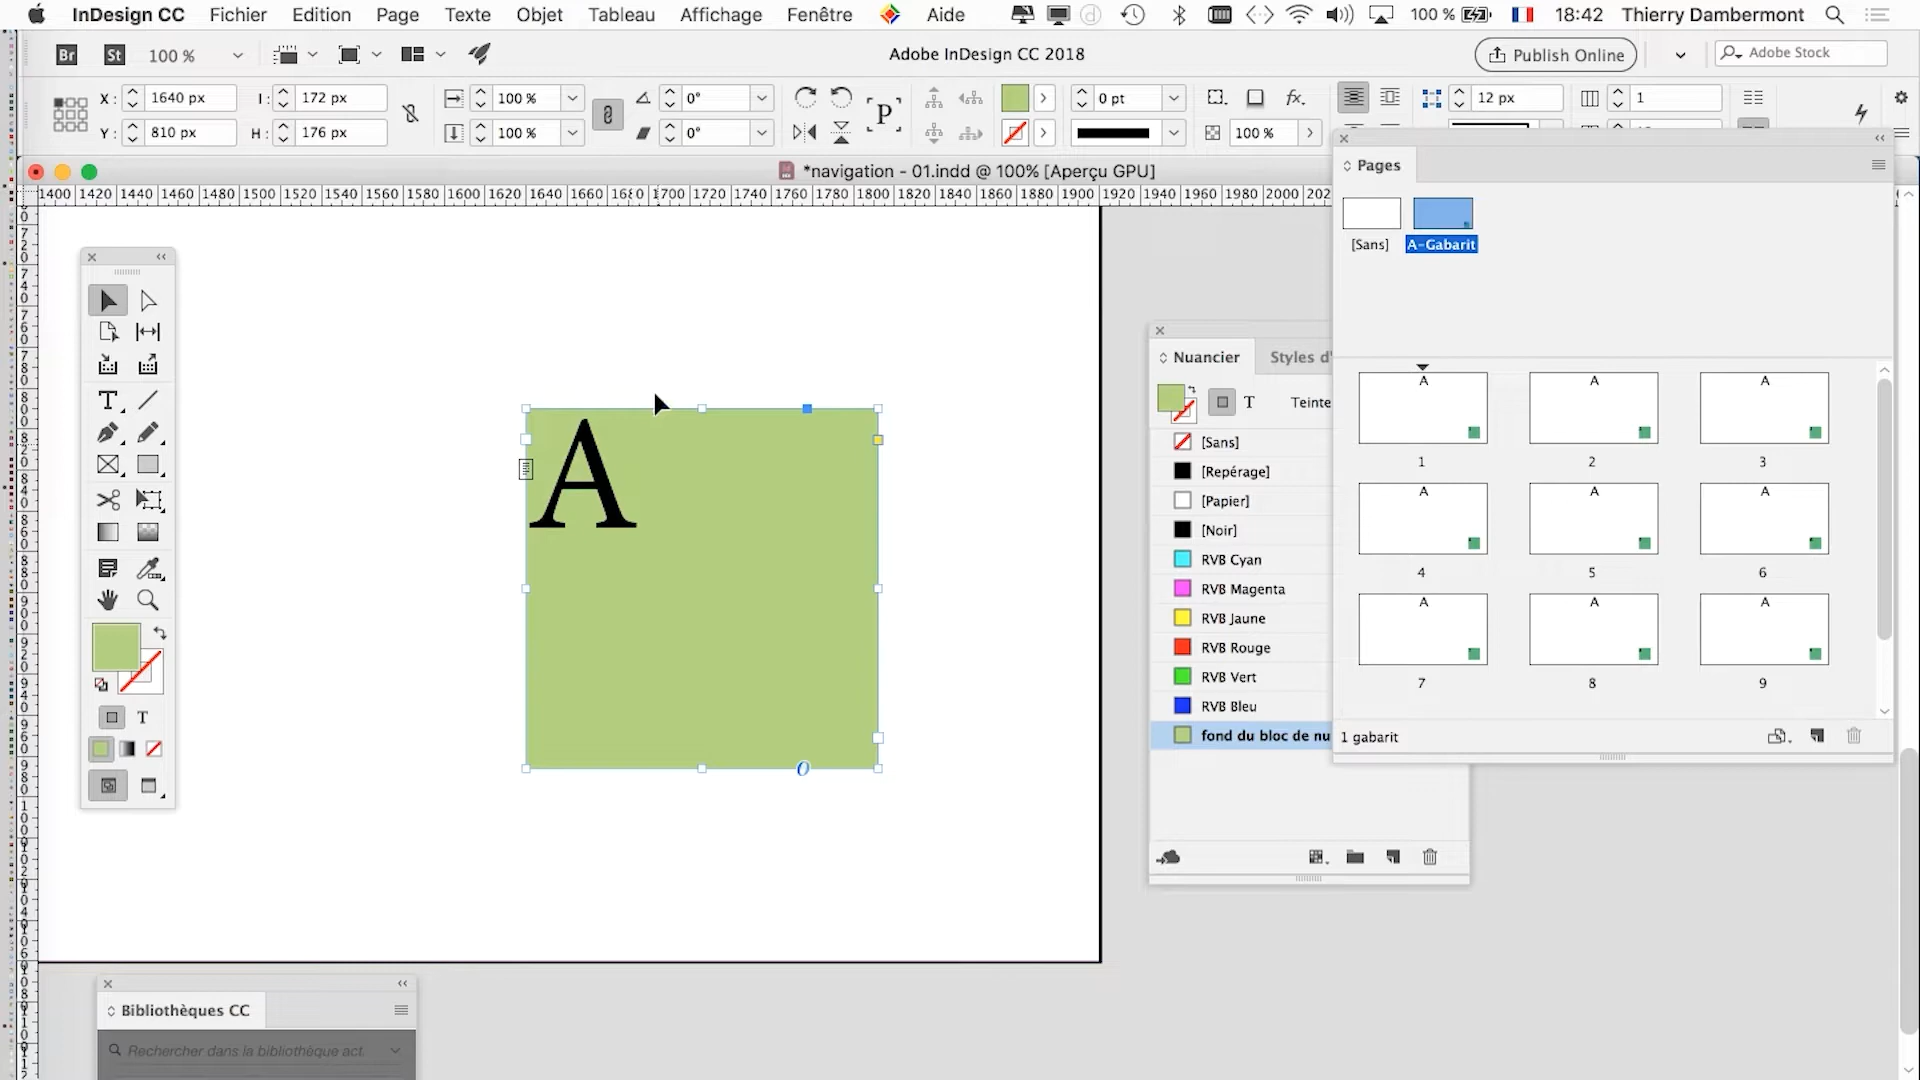 InDesign CC Fichier Edition Page Texte Objet Tableau Affichage Fenêtre Aide 100 % 18:42 Thierry Dambermont
Br St 100 % Adobe InDesign CC 2018 Publish Online Adobe Stock
X : 1640 px I : 172 px 100 % 0° P 0 pt fx. 12 px 1
Y : 810 px H : 176 px 100 % 0° 100 %
*navigation - 01.indd @ 100% [Aperçu GPU]
1400 1420 1440 1460 1480 1500 1520 1540 1560 1580 1600 1620 1640 1660 1680 1700 1720 1740 1760 1780 1800 1820 1840 1860 1880 1900 1920 1940 1960 1980 2000 202
Pages
[Sans] A-Gabarit
A
Nuancier Styles d'
T Teinte
[Sans]
[Repérage]
[Papier]
[Noir]
RVB Cyan
RVB Magenta
RVB Jaune
RVB Rouge
RVB Vert
RVB Bleu
fond du bloc de nu
A A A
1 2 3
A A A
4 5 6
A A A
7 8 9
1 gabarit
T
T
Bibliothèques CC
Rechercher dans la bibliothèque act.